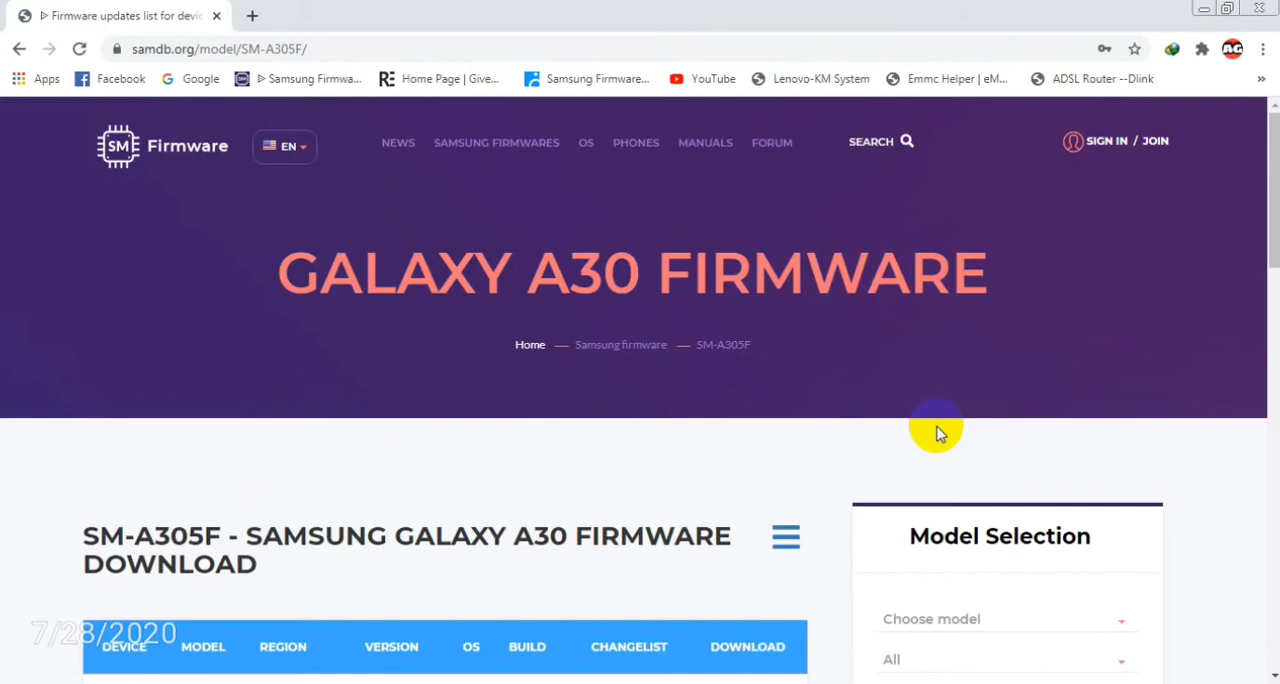 Firmware updates list for devic
samdb.org/model/SM-A305F/
AG
Apps
Facebook
Google
Samsung Firmwa...
Home Page | Give...
Samsung Firmware...
YouTube
Lenovo-KM System
Emmc Helper | eM...
ADSL Router --Dlink
»
SM Firmware
EN
NEWS
SAMSUNG FIRMWARES
OS
PHONES
MANUALS
FORUM
SEARCH
SIGN IN / JOIN
GALAXY A30 FIRMWARE
Home — Samsung firmware — SM-A305F
SM-A305F - SAMSUNG GALAXY A30 FIRMWARE
DOWNLOAD
Model Selection
Choose model
All
7/28/2020
DEVICE
MODEL
REGION
VERSION
OS
BUILD
CHANGELIST
DOWNLOAD